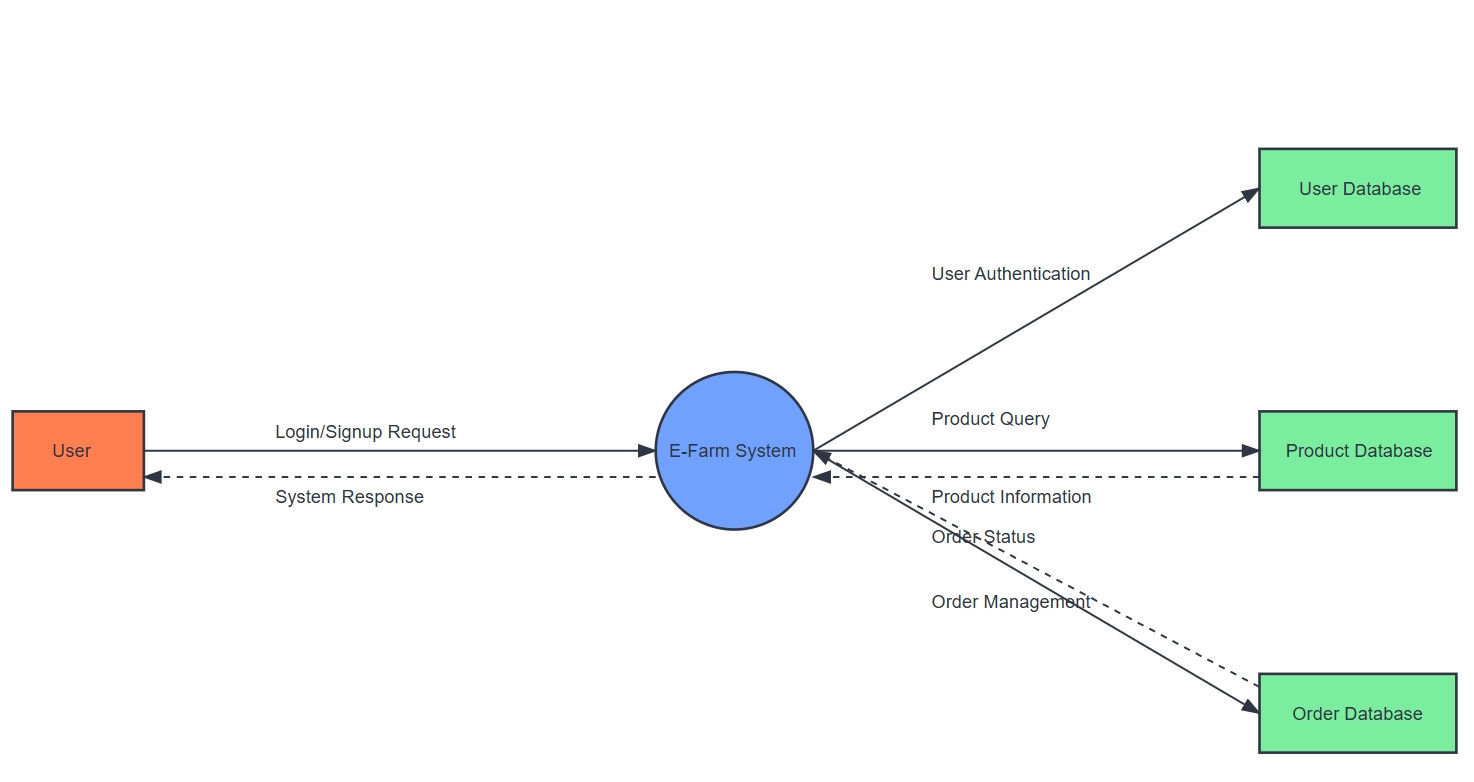 User Database
User Authentication
Product Query
Login/Signup Request
User
E-Farm System
Product Database
System Response
Product Information
Order Status
Order Management
Order Database